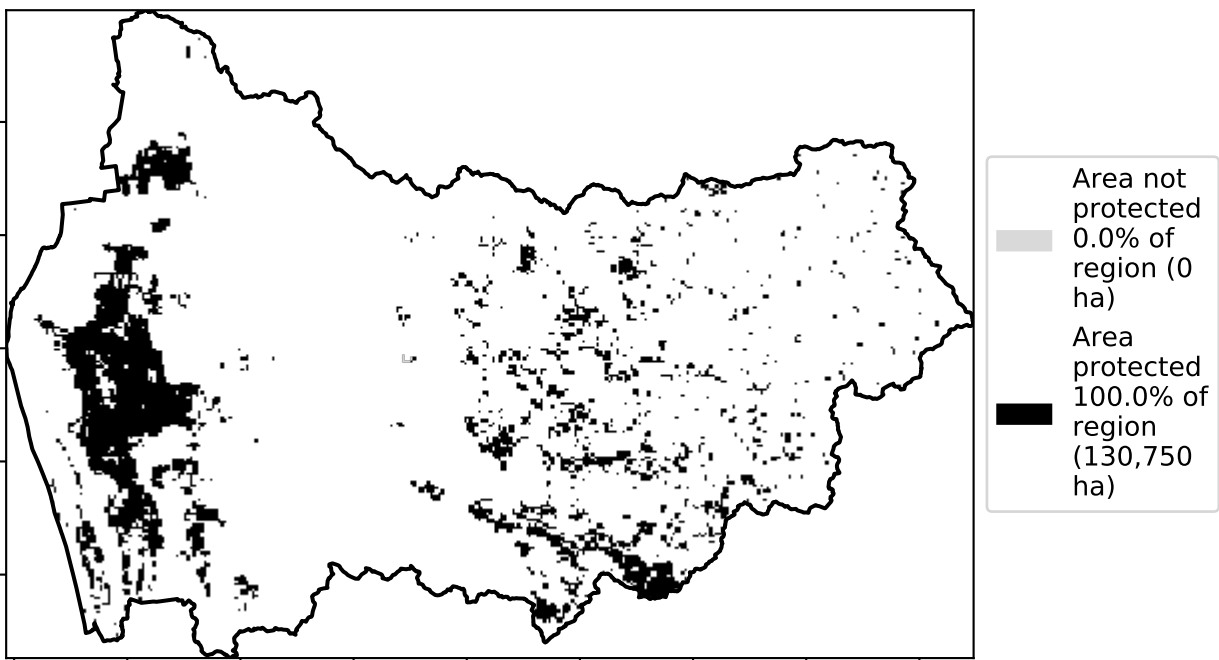 Area not
protected
0.0% of
region (0
ha)
Area
protected
100.0% of
region
(130,750
ha)